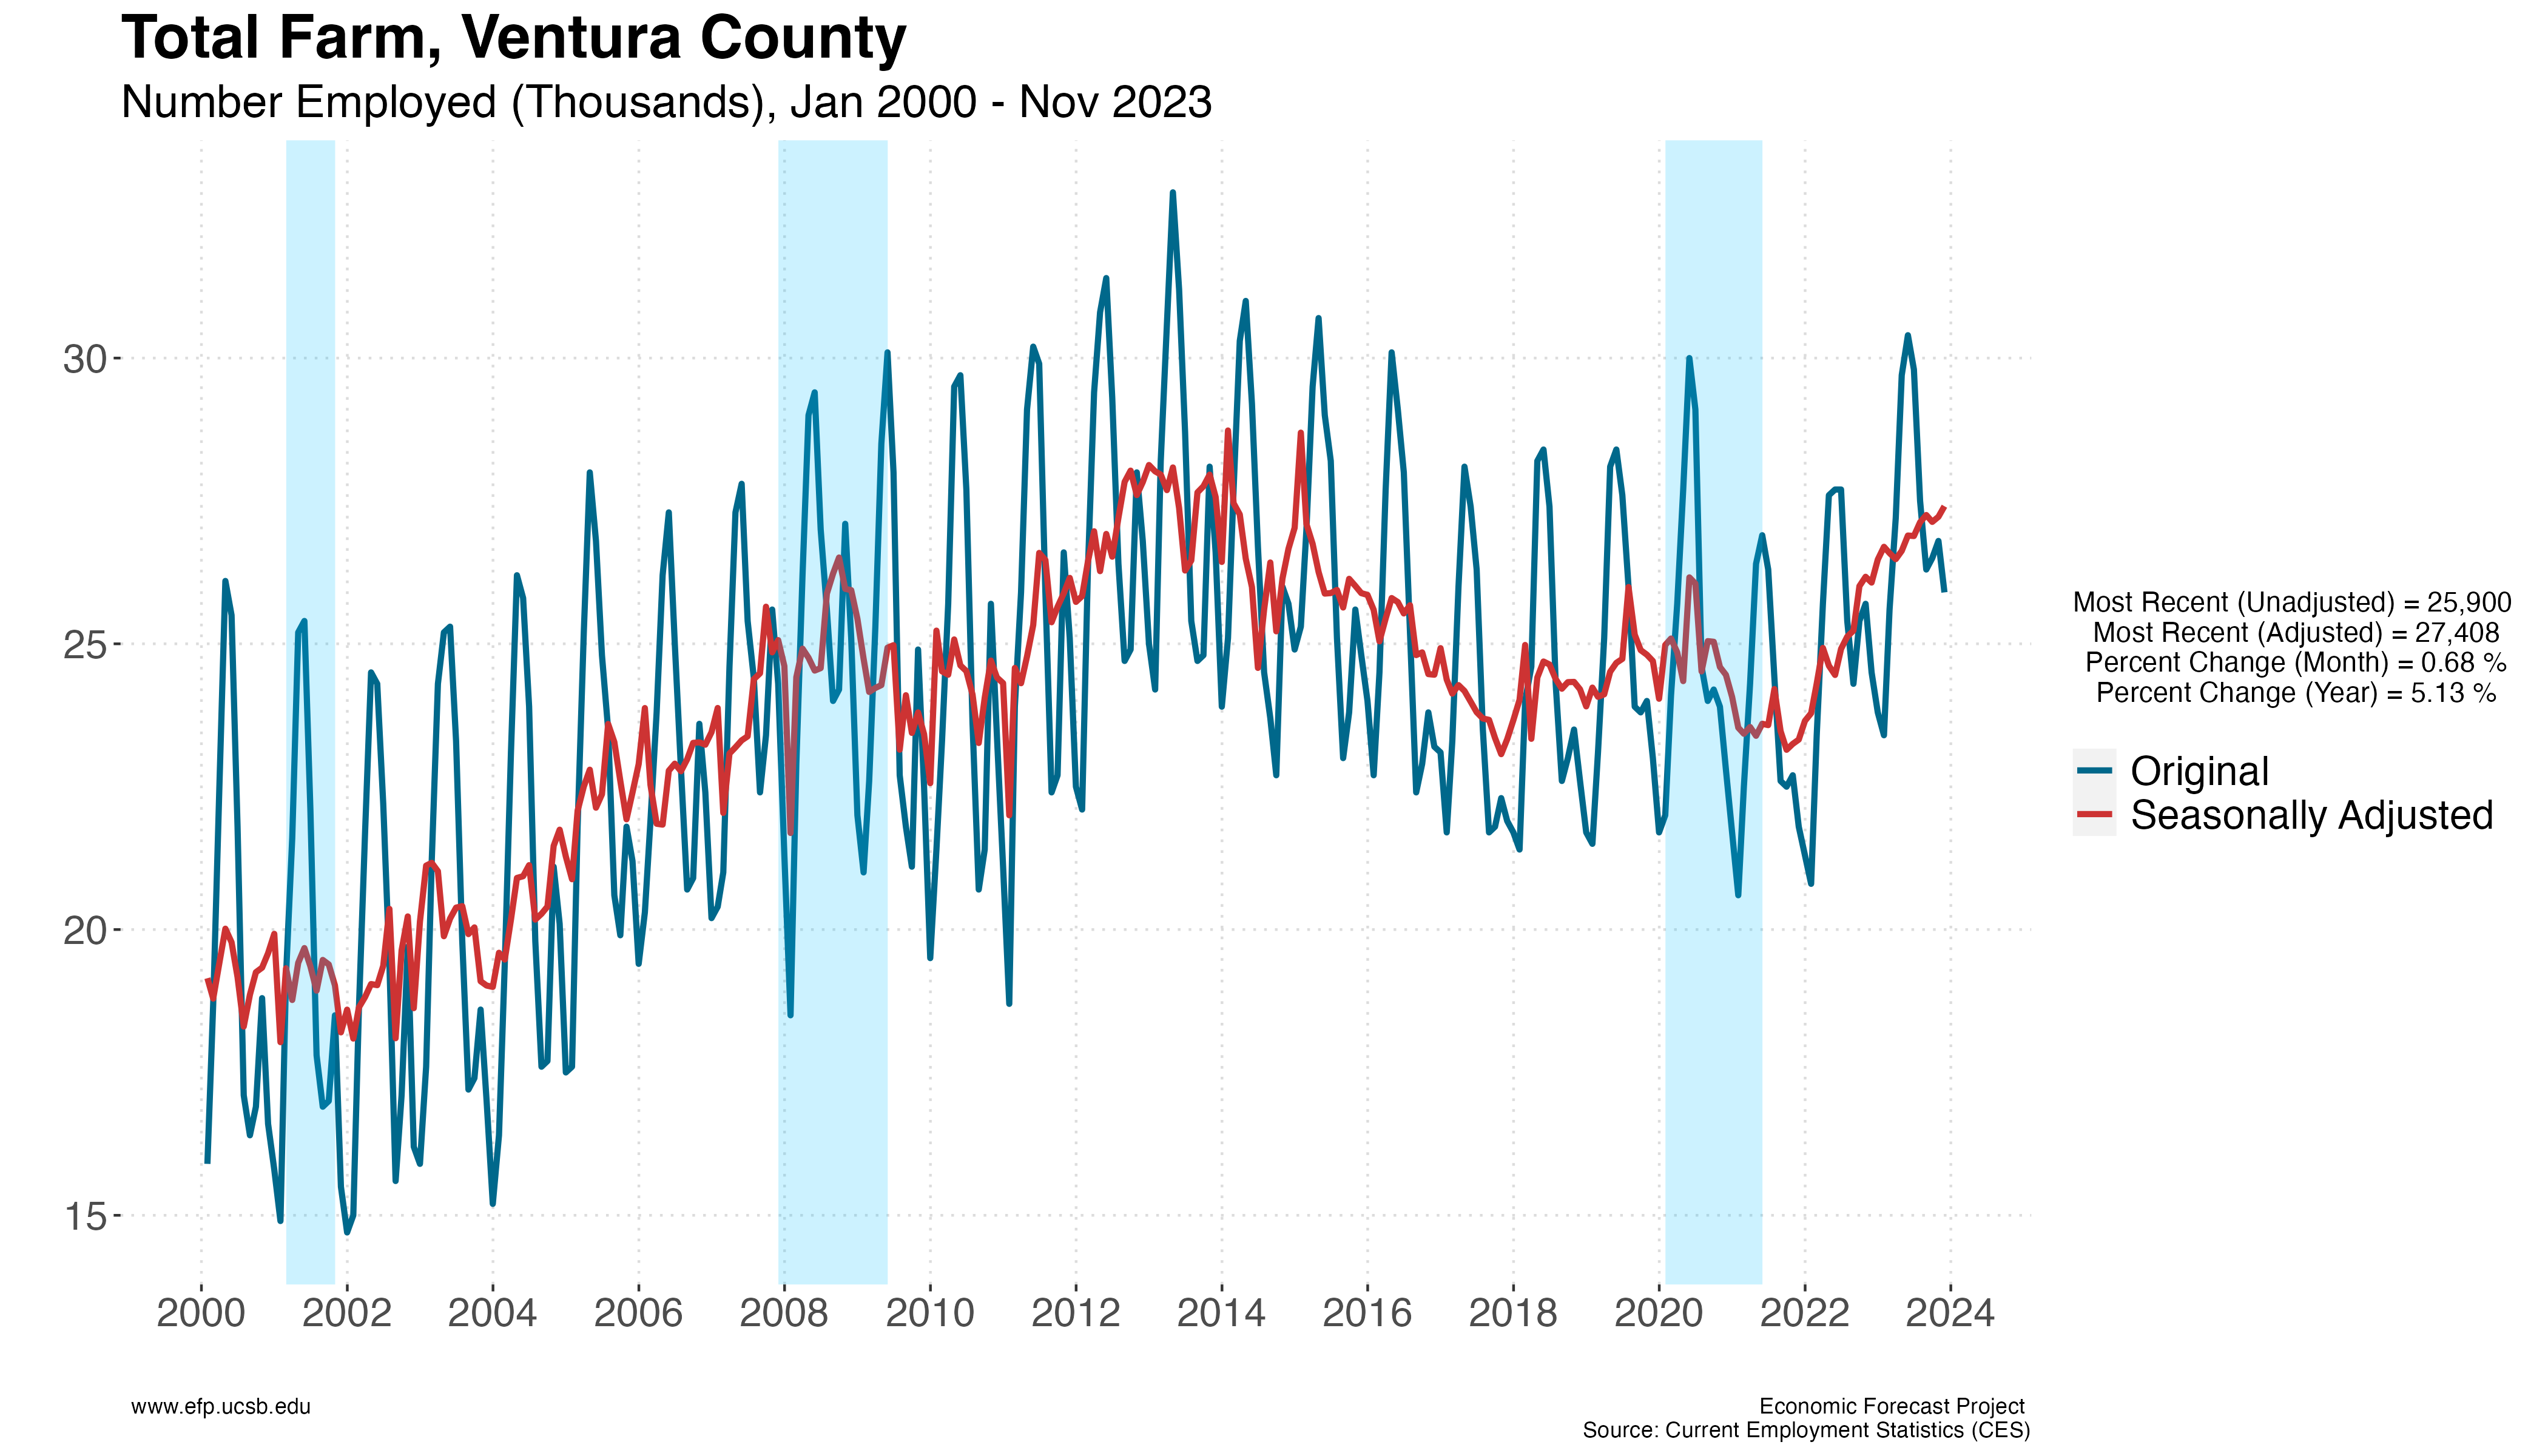 Total Farm, Ventura County
Number Employed (Thousands), Jan 2000 - Nov 2023
30
25
20
15
2000 2002 2004 2006 2008 2010 2012 2014 2016 2018 2020 2022 2024
Most Recent (Unadjusted) = 25,900
Most Recent (Adjusted) = 27,408
Percent Change (Month) = 0.68 %
Percent Change (Year) = 5.13 %
Original
Seasonally Adjusted
www.efp.ucsb.edu
Economic Forecast Project
Source: Current Employment Statistics (CES)